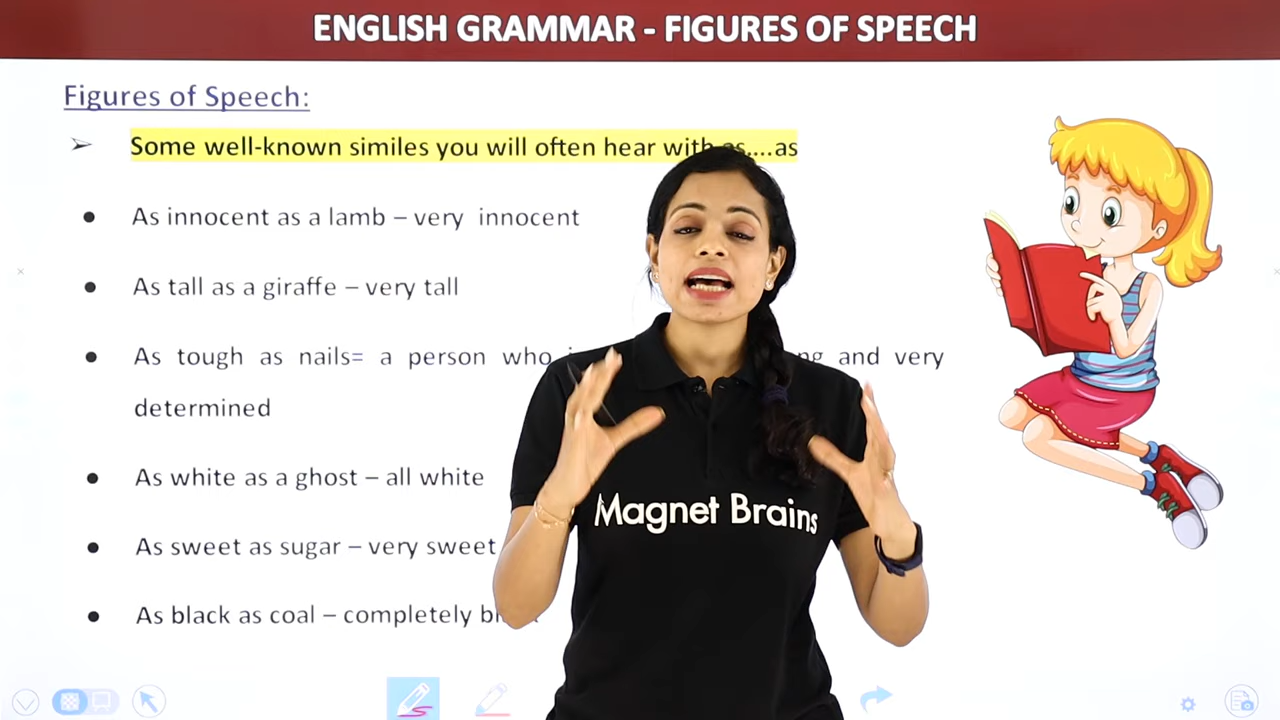 ENGLISH GRAMMAR - FIGURES OF SPEECH
Figures of Speech:
➢ Some well-known similes you will often hear with as....as
● As innocent as a lamb – very innocent
● As tall as a giraffe – very tall
● As tough as nails= a person who and very
determined
● As white as a ghost – all white
● As sweet as sugar – very sweet
● As black as coal – completely
Magnet Brains